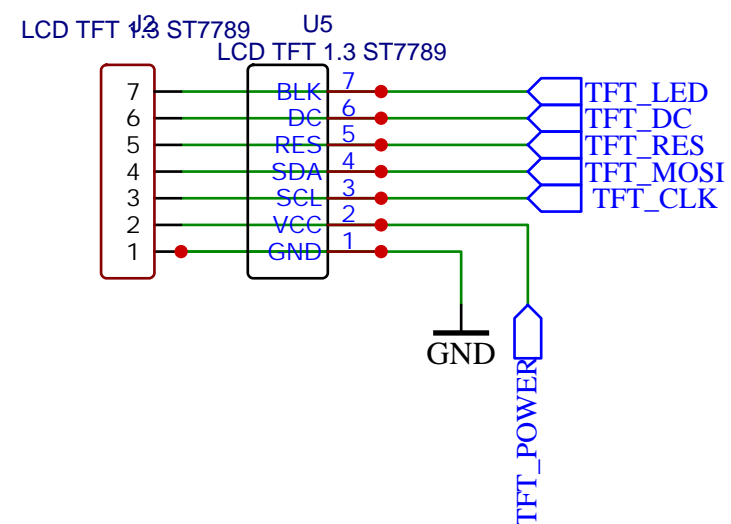 J2
LCD TFT 1.3 ST7789
U5
LCD TFT 1.3 ST7789
7 BLK 7 TFT_LED
6 DC 6 TFT_DC
5 RES 5 TFT_RES
4 SDA 4 TFT_MOSI
3 SCL 3 TFT_CLK
2 VCC 2
1 GND 1
GND
TFT_POWER